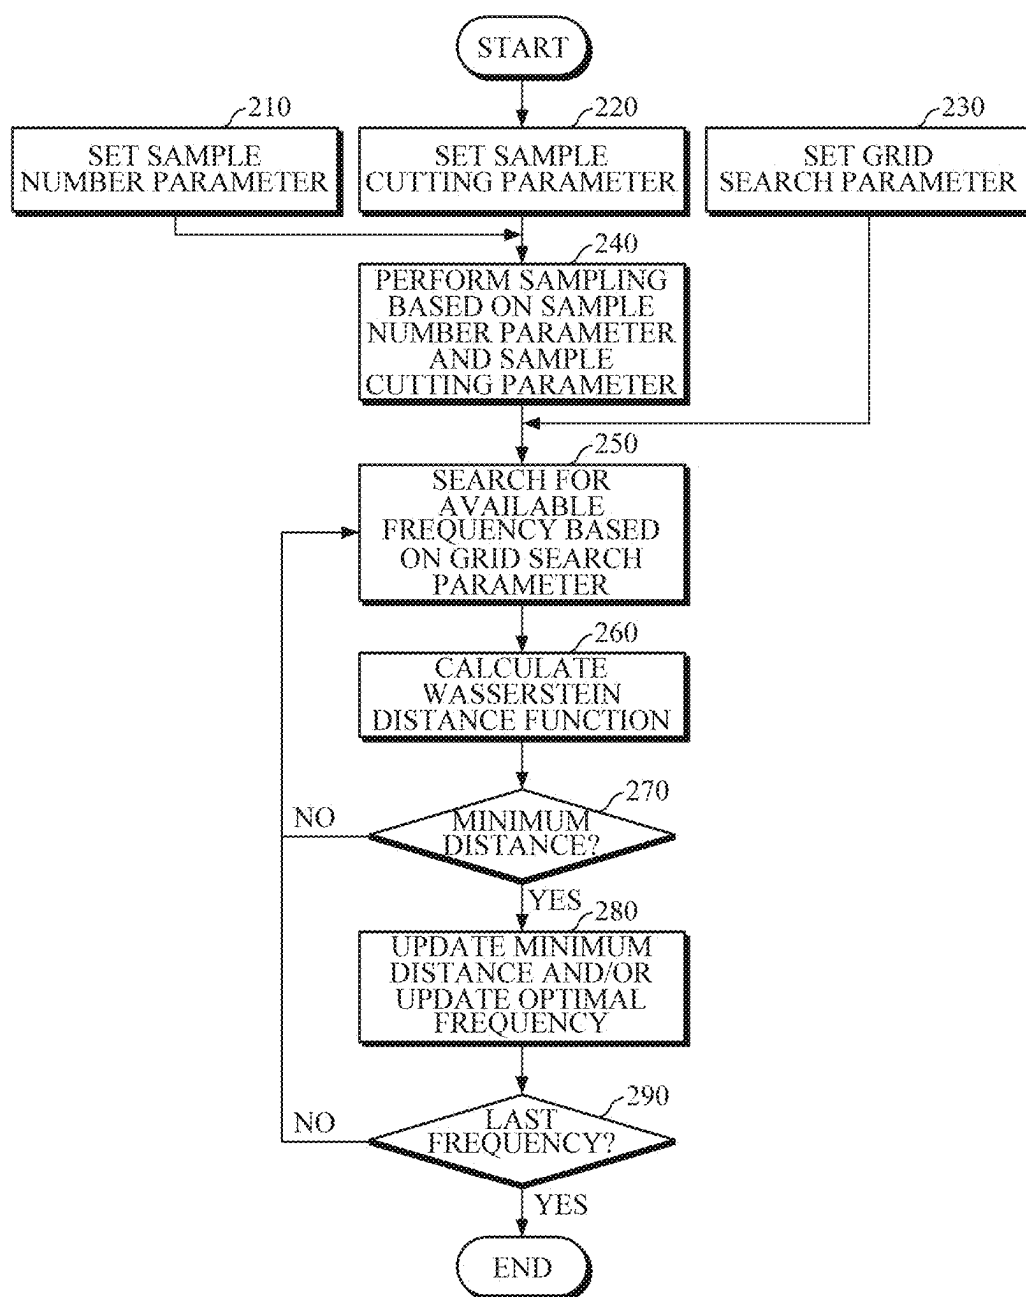 START
210
SET SAMPLE
NUMBER PARAMETER
220
SET SAMPLE
CUTTING PARAMETER
230
SET GRID
SEARCH PARAMETER
240
PERFORM SAMPLING
BASED ON SAMPLE
NUMBER PARAMETER
AND SAMPLE
CUTTING PARAMETER
250
SEARCH FOR
AVAILABLE
FREQUENCY BASED
ON GRID SEARCH
PARAMETER
260
CALCULATE
WASSERSTEIN
DISTANCE FUNCTION
270
NO
MINIMUM
DISTANCE?
YES
280
UPDATE MINIMUM
DISTANCE AND/OR
UPDATE OPTIMAL
FREQUENCY
290
NO
LAST
FREQUENCY?
YES
END